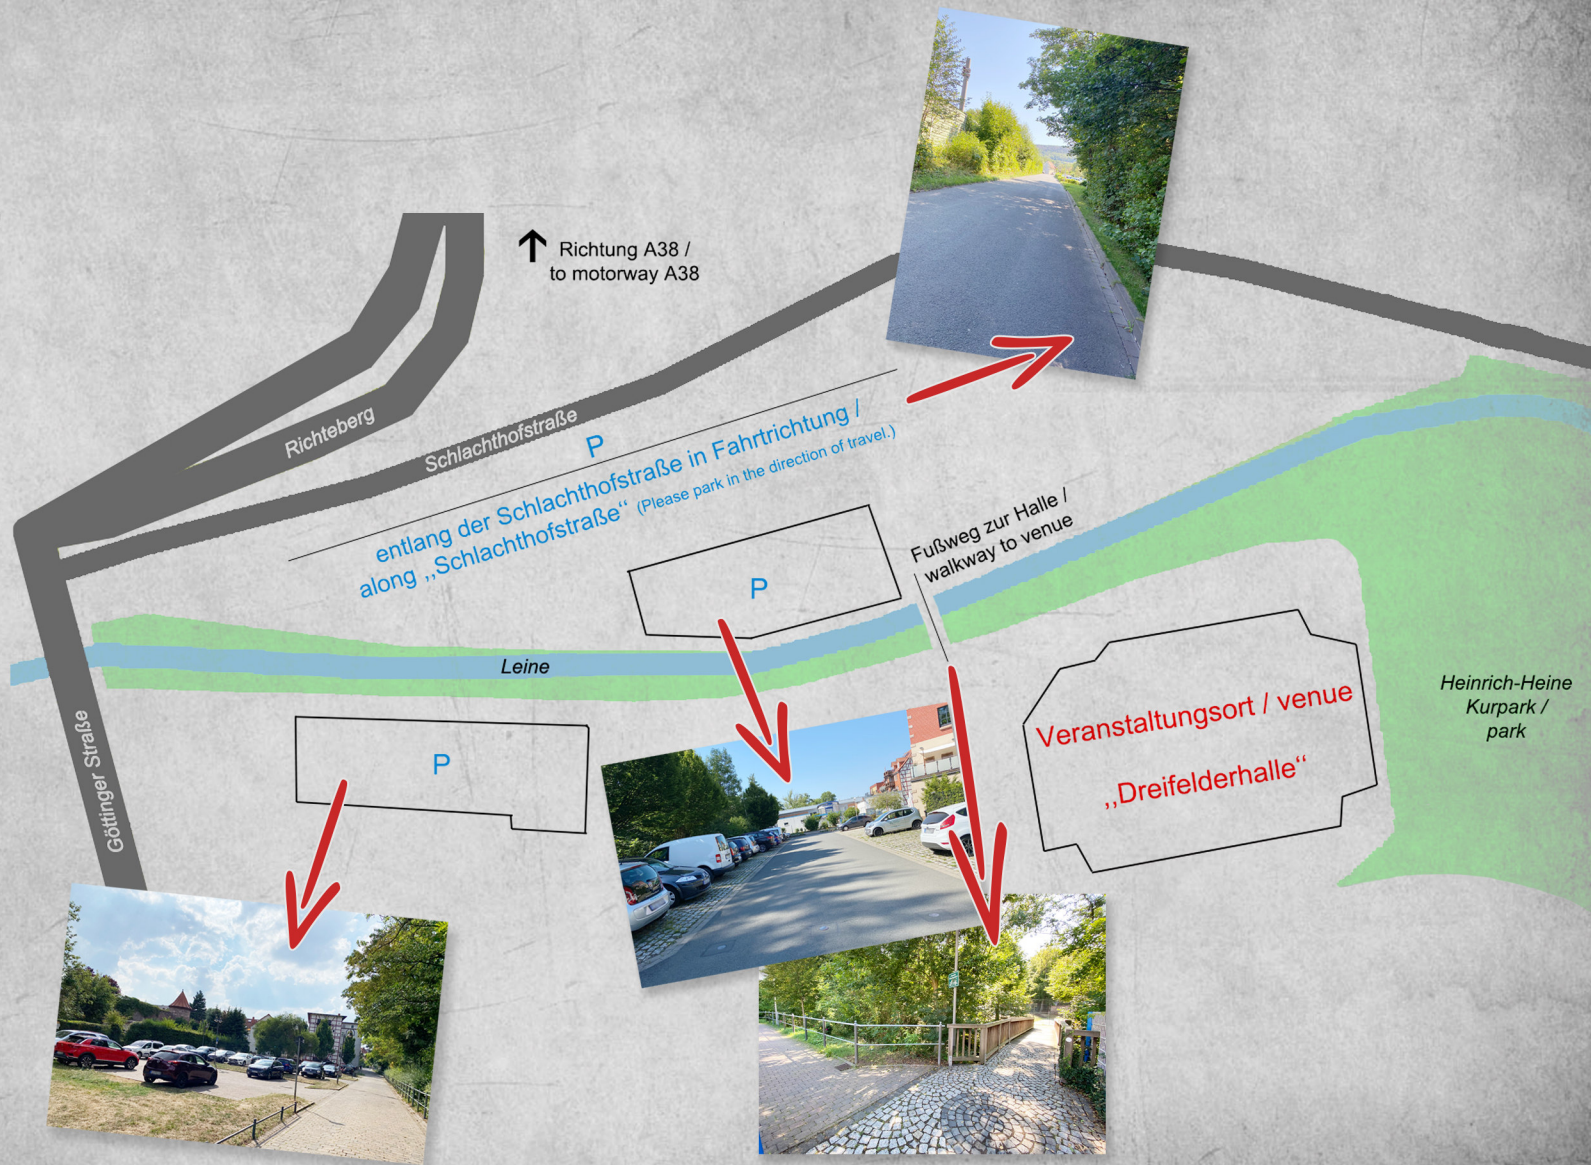 Richtung A38 /
to motorway A38
Richteberg
Schlachthofstraße
P
entlang der Schlachthofstraße in Fahrtrichtung /
along ,,Schlachthofstraße“ (Please park in the direction of travel.)
P
Fußweg zur Halle /
walkway to venue
Leine
Göttinger Straße
P
Veranstaltungsort / venue
,,Dreifelderhalle“
Heinrich-Heine
Kurpark /
park